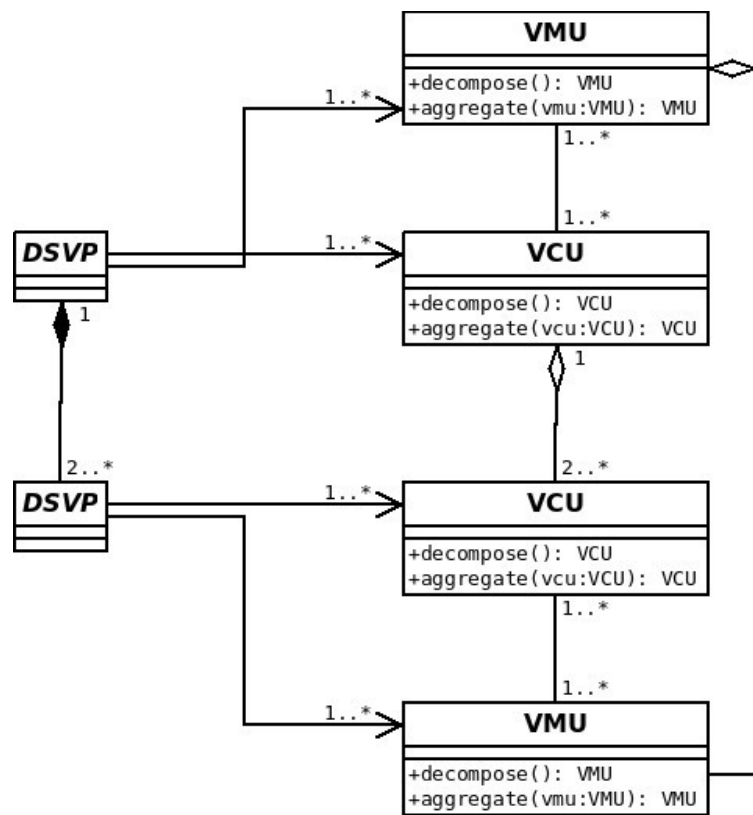 VMU
+decompose(): VMU
1..*
+aggregate(vmu:VMU): VMU
1..*
1..*
DSVP
1..*
VCU
+decompose(): VCU
1
+aggregate(vcu:VCU): VCU
1
2..*
2..*
DSVP
1..*
VCU
+decompose(): VCU
+aggregate(vcu:VCU): VCU
1..*
1..*
1..*
VMU
+decompose(): VMU
+aggregate(vmu:VMU): VMU